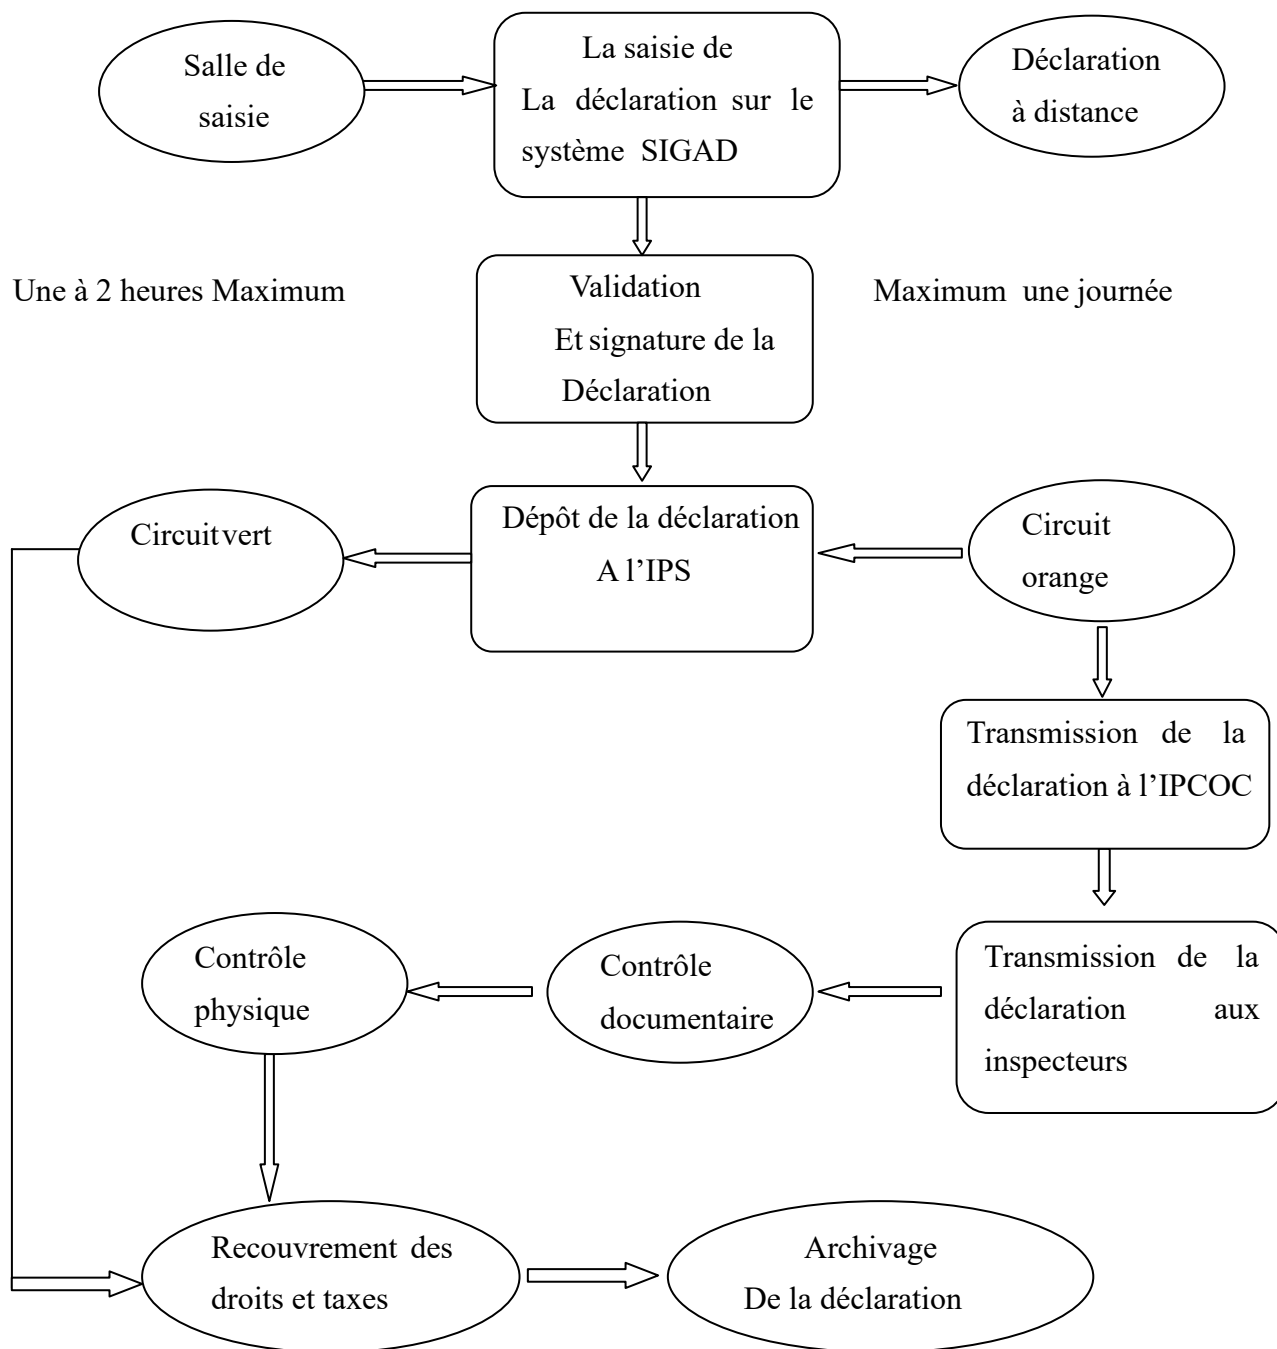 Salle de
saisie
La saisie de
La déclaration sur le
système SIGAD
Déclaration
à distance
Une à 2 heures Maximum
Validation
Et signature de la
Déclaration
Maximum une journée
Circuit vert
Dépôt de la déclaration
A l’IPS
Circuit
orange
Transmission de la
déclaration à l’IPCOC
Transmission de la
déclaration aux
inspecteurs
Contrôle
documentaire
Contrôle
physique
Recouvrement des
droits et taxes
Archivage
De la déclaration